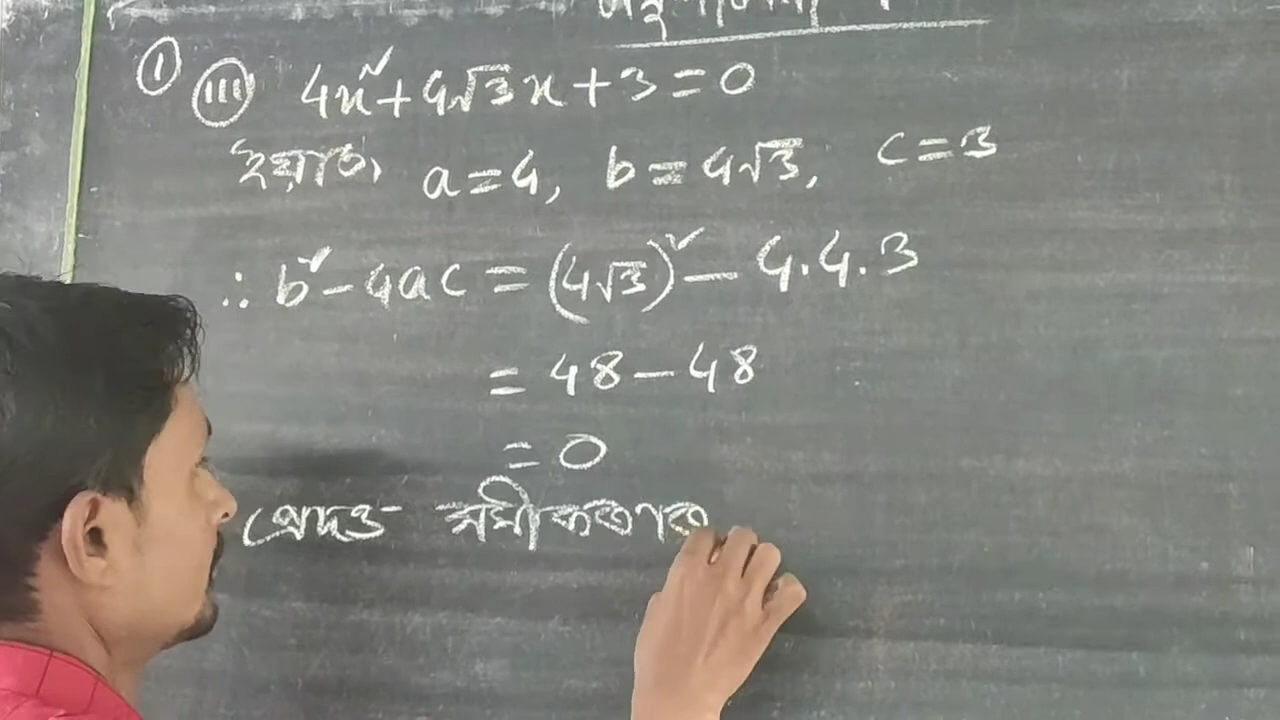 ① ⅲ 4x² + 4√3x + 3 = 0
ইয়াত, a = 4, b = 4√3, c = 3
∴ b² - 4ac = (4√3)² - 4.4.3
= 48 - 48
= 0
প্ৰদত্ত সমীকৰণৰ